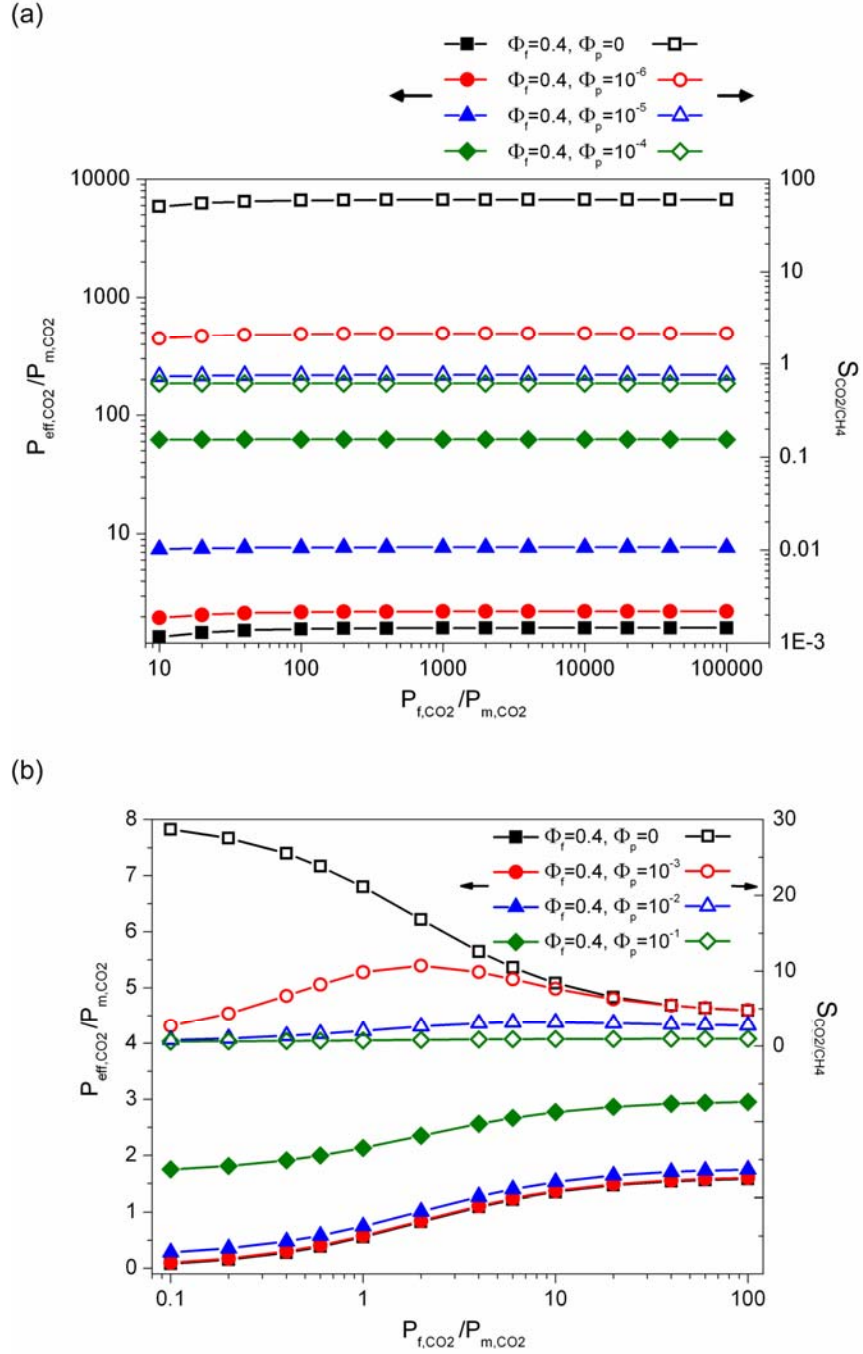 (a)
Φf=0.4, Φp=0
Φf=0.4, Φp=10-6
Φf=0.4, Φp=10-5
Φf=0.4, Φp=10-4
10000
1000
100
10
Peff,CO2/Pm,CO2
100
10
1
0.1
0.01
1E-3
SCO2/CH4
10 100 1000 10000 100000
Pf,CO2/Pm,CO2
(b)
8
7
6
5
4
3
2
1
0
Peff,CO2/Pm,CO2
Φf=0.4, Φp=0
Φf=0.4, Φp=10-3
Φf=0.4, Φp=10-2
Φf=0.4, Φp=10-1
30
20
10
0
SCO2/CH4
0.1 1 10 100
Pf,CO2/Pm,CO2